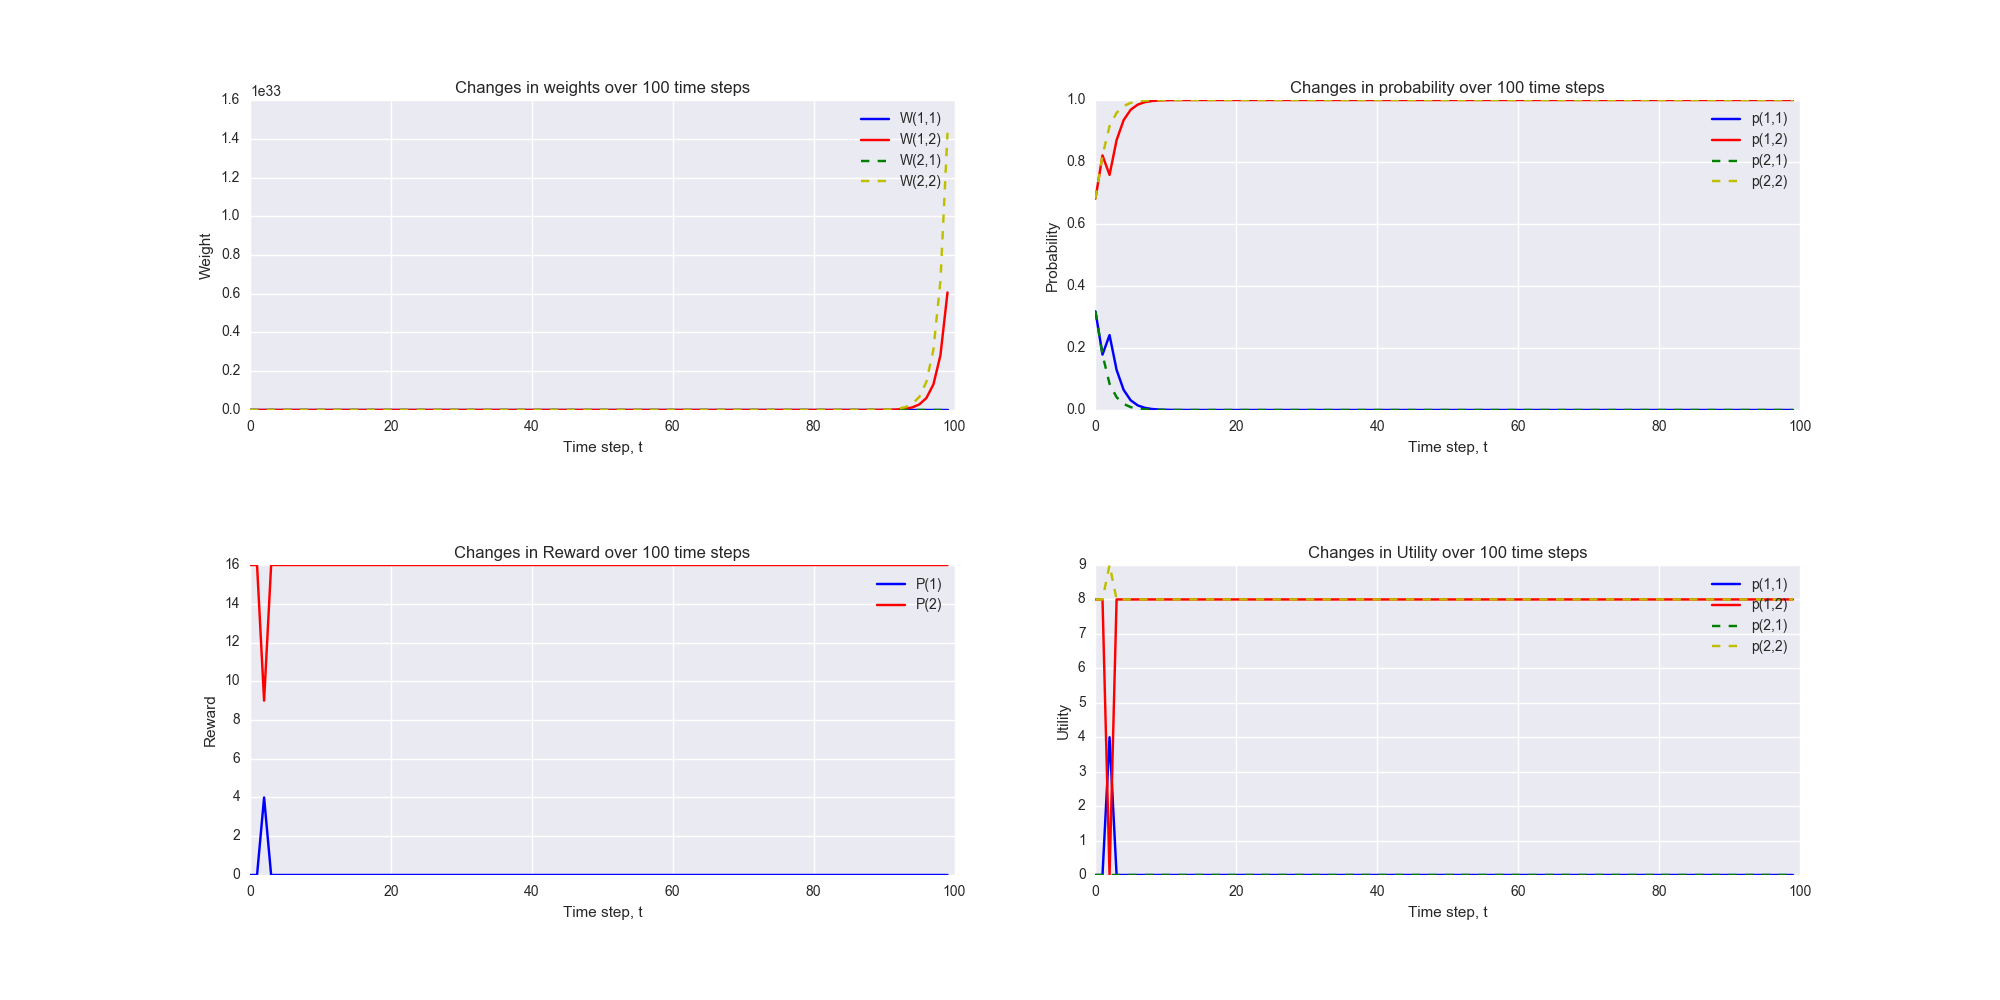 Changes in weights over 100 time steps
1e33
1.6
1.4
1.2
1.0
0.8
0.6
0.4
0.2
0.0
Weight
W(1,1)
W(1,2)
W(2,1)
W(2,2)
0 20 40 60 80 100
Time step, t
Changes in probability over 100 time steps
1.0
0.8
0.6
0.4
0.2
0.0
Probability
p(1,1)
p(1,2)
p(2,1)
p(2,2)
0 20 40 60 80 100
Time step, t
Changes in Reward over 100 time steps
16
14
12
10
8
6
4
2
0
Reward
P(1)
P(2)
0 20 40 60 80 100
Time step, t
Changes in Utility over 100 time steps
9
8
7
6
5
4
3
2
1
0
Utility
p(1,1)
p(1,2)
p(2,1)
p(2,2)
0 20 40 60 80 100
Time step, t